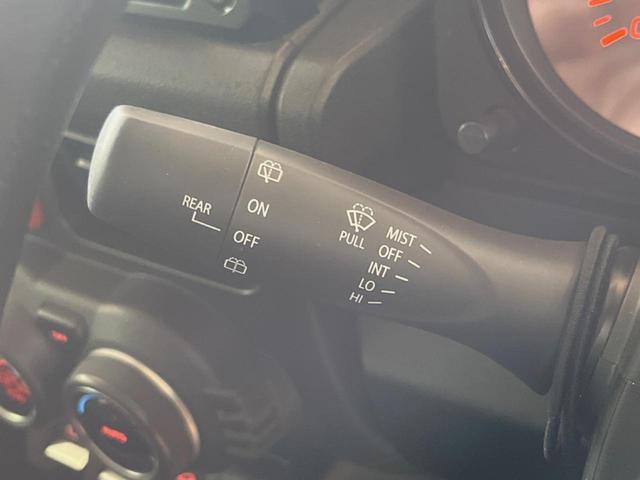 REAR
ON
OFF
PULL
MIST
OFF
INT
LO
HI